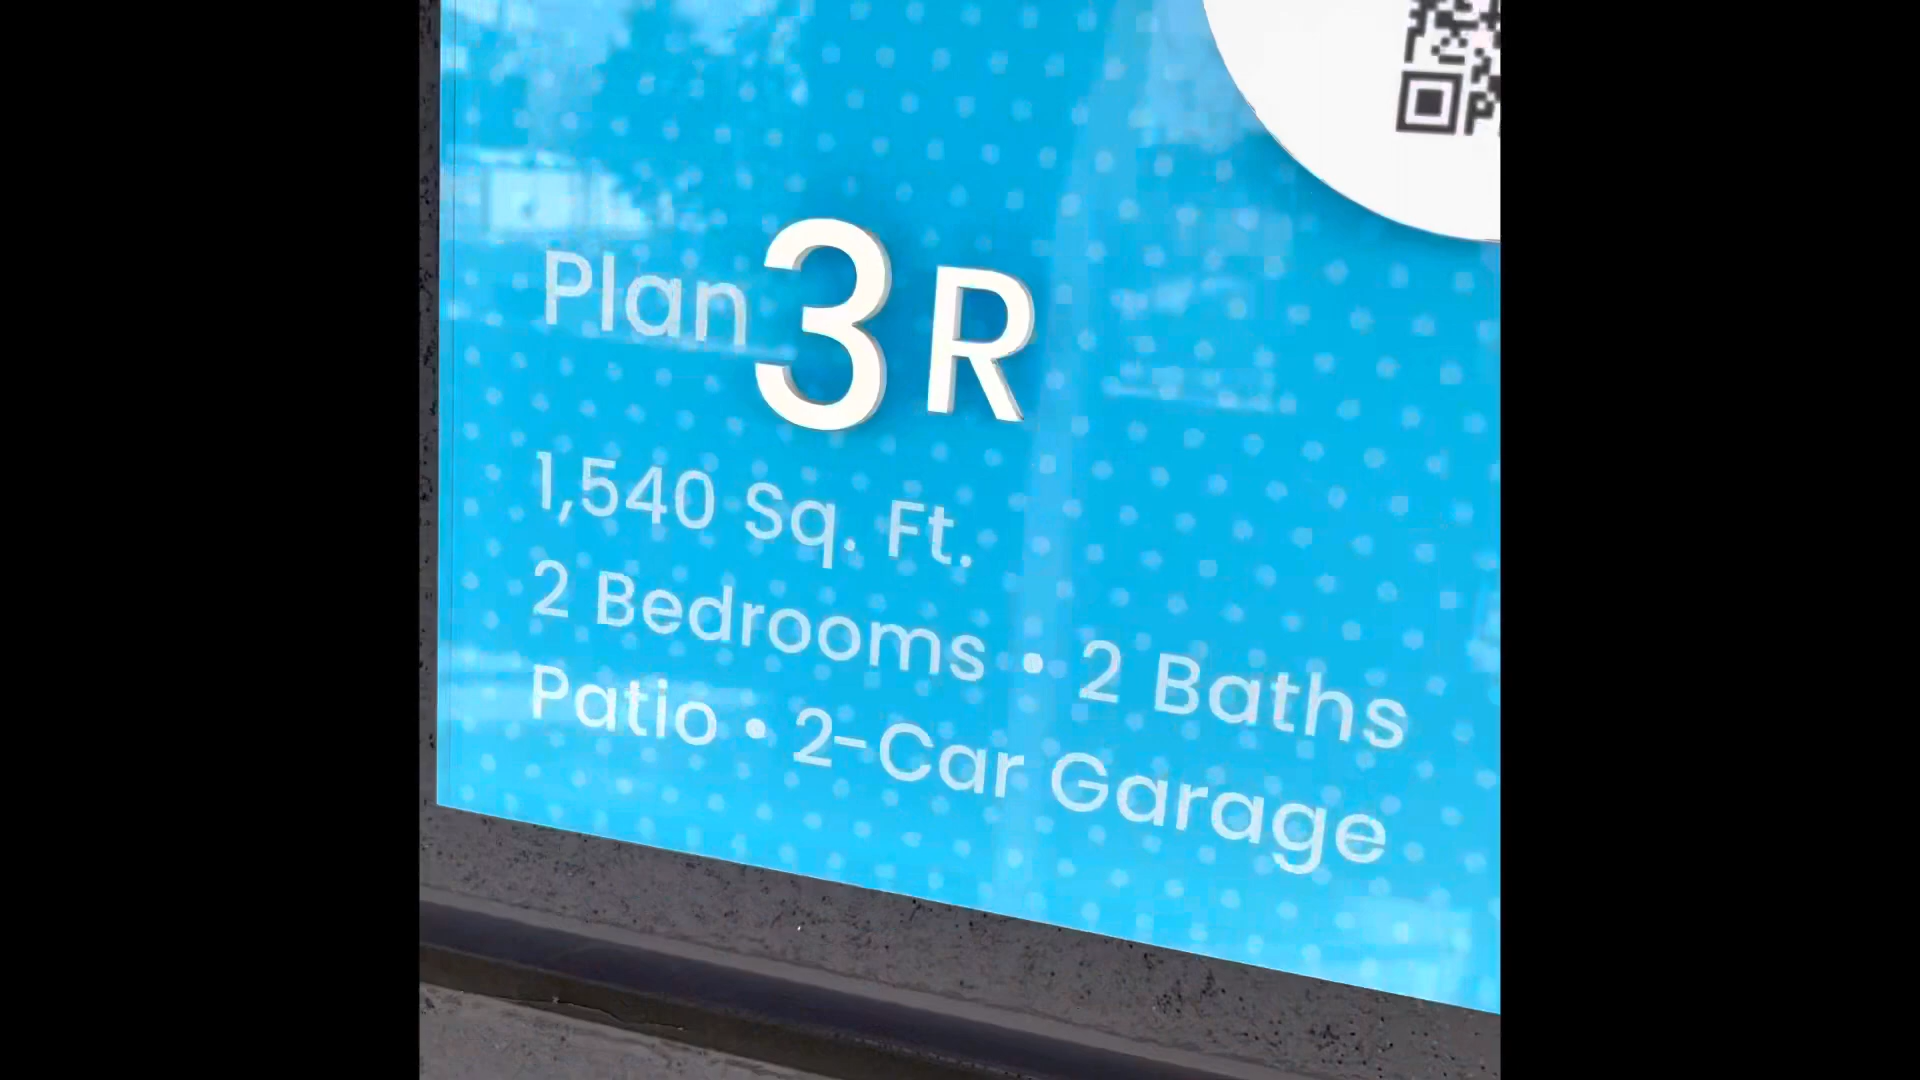 Plan 3R
1,540 Sq. Ft.
2 Bedrooms • 2 Baths
Patio • 2-Car Garage